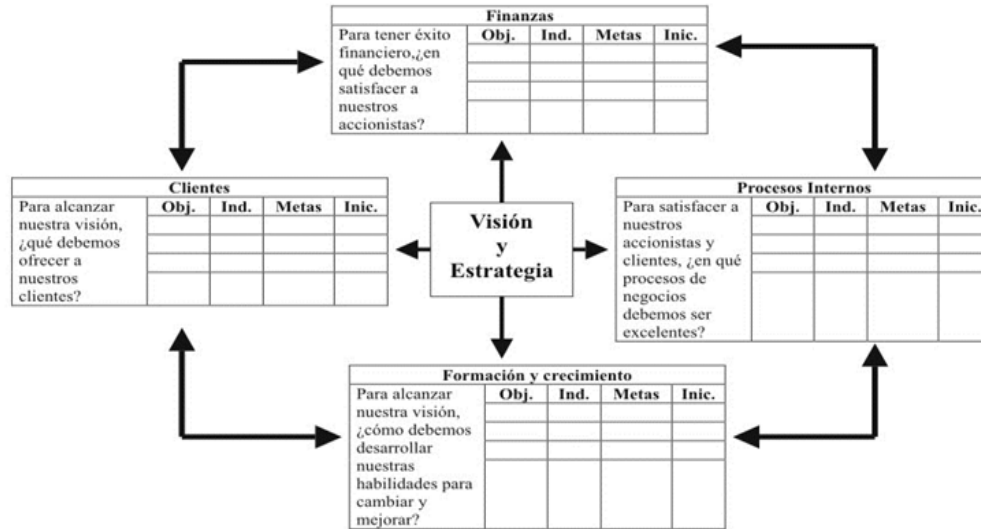 Finanzas
Para tener éxito
financiero,¿en
qué debemos
satisfacer a
nuestros
accionistas?
Obj. Ind. Metas Inic.
Clientes
Para alcanzar
nuestra visión,
¿qué debemos
ofrecer a
nuestros
clientes?
Obj. Ind. Metas Inic.
Visión
y
Estrategia
Procesos Internos
Para satisfacer a
nuestros
accionistas y
clientes, ¿en qué
procesos de
negocios
debemos ser
excelentes?
Obj. Ind. Metas Inic.
Formación y crecimiento
Para alcanzar
nuestra visión,
¿cómo debemos
desarrollar
nuestras
habilidades para
cambiar y
mejorar?
Obj. Ind. Metas Inic.